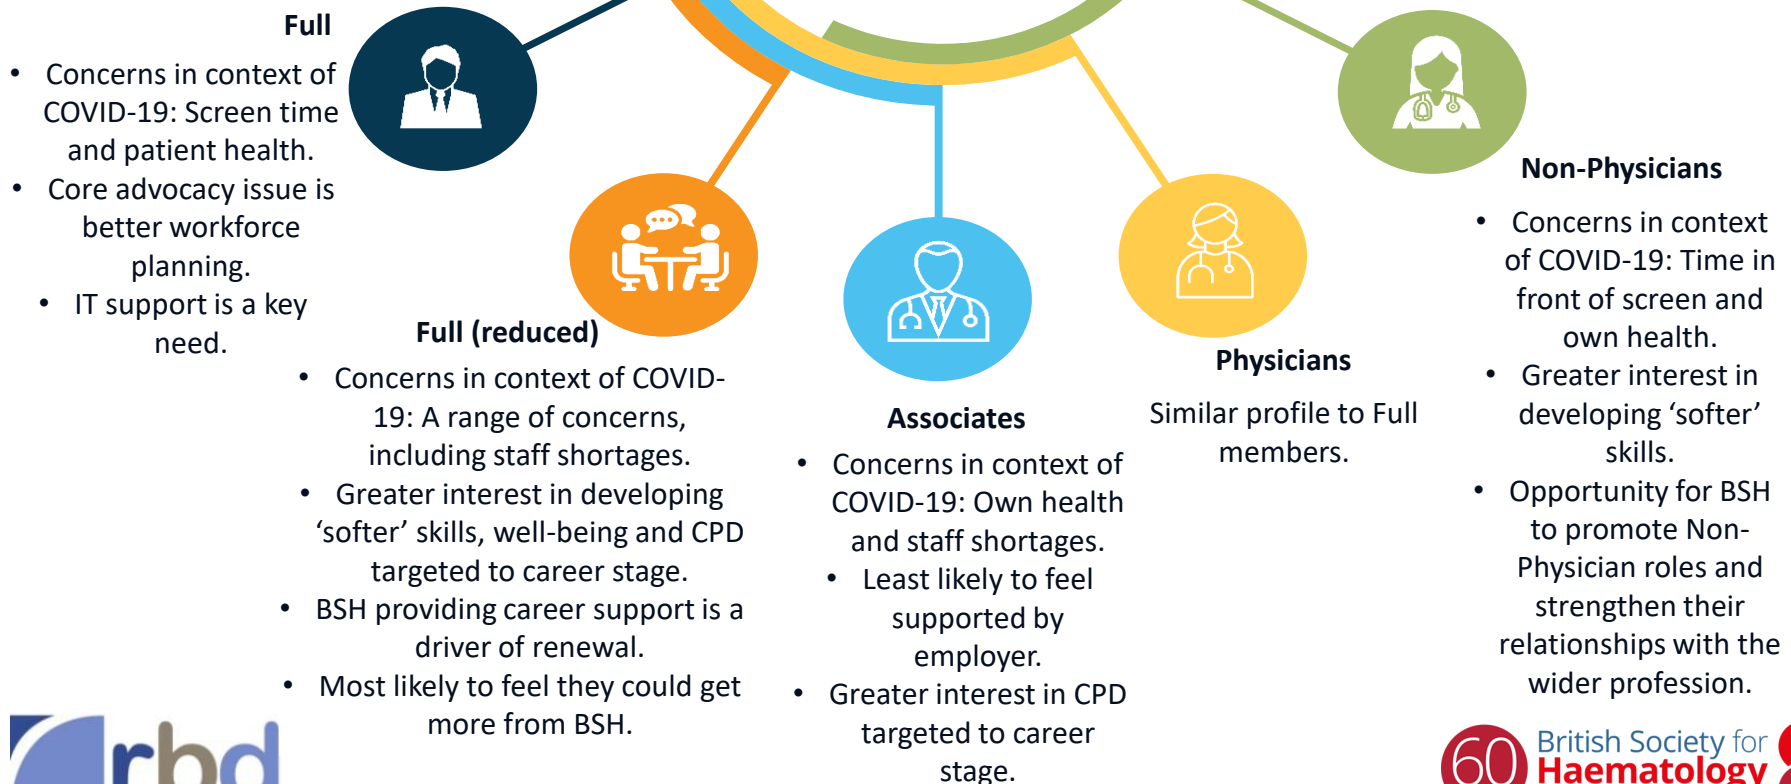 Full
• Concerns in context of
COVID-19: Screen time
and patient health.
• Core advocacy issue is
better workforce
planning.
• IT support is a key
need.
Full (reduced)
• Concerns in context of COVID-
19: A range of concerns,
including staff shortages.
• Greater interest in developing
‘softer’ skills, well-being and CPD
targeted to career stage.
• BSH providing career support is a
driver of renewal.
• Most likely to feel they could get
more from BSH.
Associates
• Concerns in context of
COVID-19: Own health
and staff shortages.
• Least likely to feel
supported by
employer.
• Greater interest in CPD
targeted to career
stage.
Physicians
Similar profile to Full
members.
Non-Physicians
• Concerns in context
of COVID-19: Time in
front of screen and
own health.
• Greater interest in
developing ‘softer’
skills.
• Opportunity for BSH
to promote Non-
Physician roles and
strengthen their
relationships with the
wider profession.
rbd
60
British Society for
Haematology